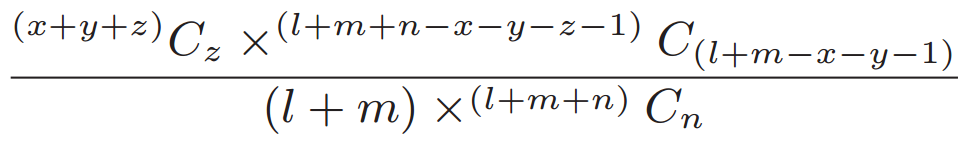 (x+y+z)C_z ×^(l+m+n−x−y−z−1) C_(l+m−x−y−1)
(l + m) ×^(l+m+n) C_n